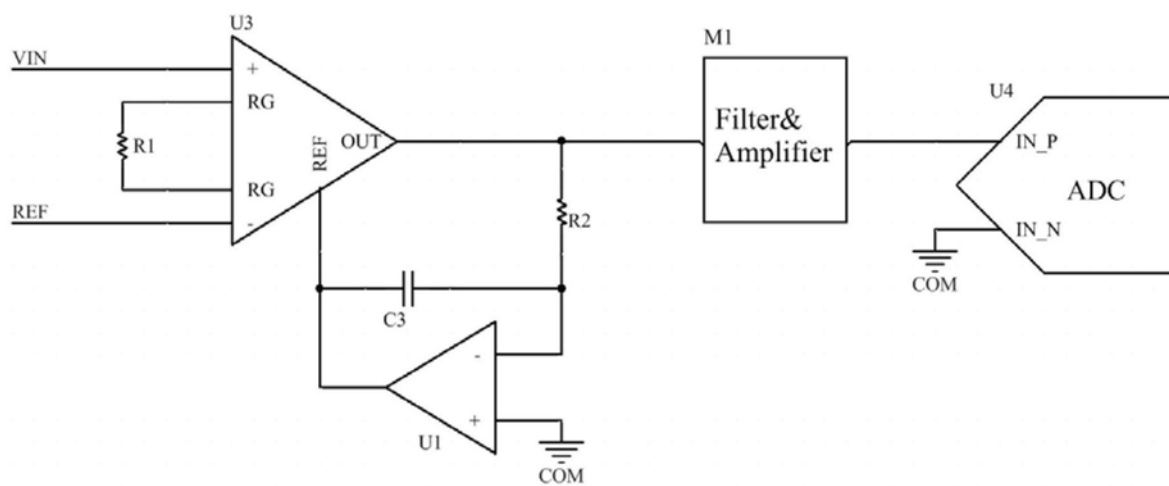 U3
VIN
+
RG
R1
RG
REF
-
REF
OUT
R2
C3
-
+
U1
COM
M1
Filter&
Amplifier
U4
IN_P
ADC
IN_N
COM